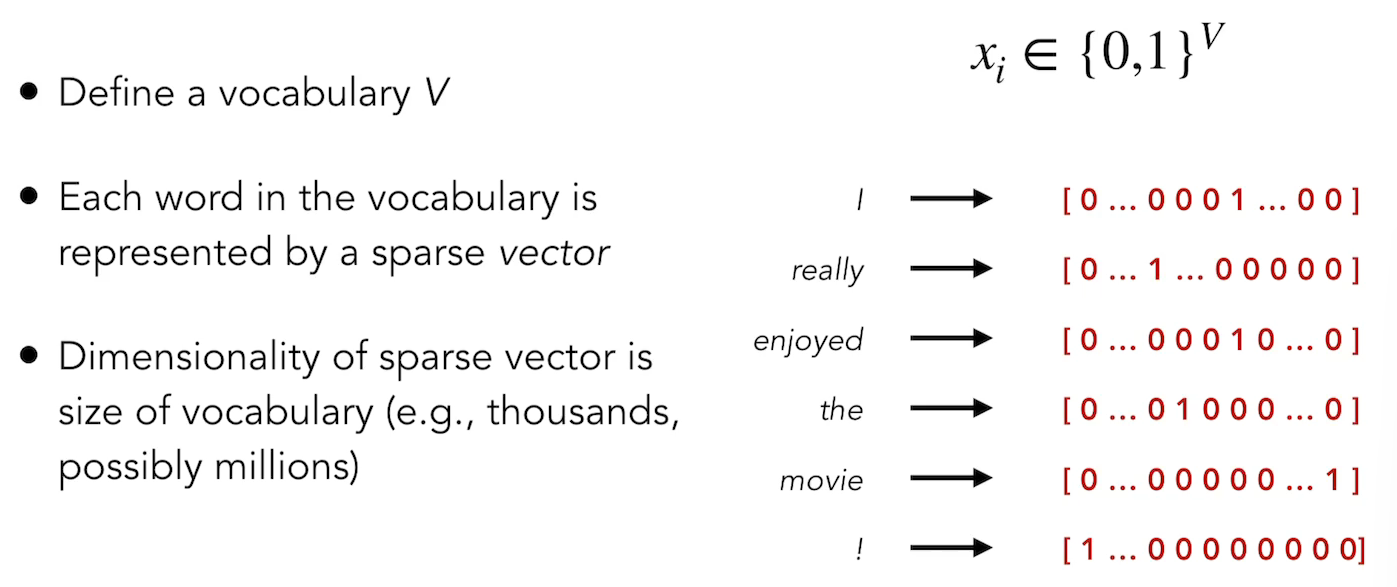 • Define a vocabulary V
• Each word in the vocabulary is
represented by a sparse vector
• Dimensionality of sparse vector is
size of vocabulary (e.g., thousands,
possibly millions)
xᵢ ∈ {0,1}ⱽ
I → [ 0 ... 0 0 0 1 ... 0 0 ]
really → [ 0 ... 1 ... 0 0 0 0 0 ]
enjoyed → [ 0 ... 0 0 0 1 0 ... 0 ]
the → [ 0 ... 0 1 0 0 0 ... 0 ]
movie → [ 0 ... 0 0 0 0 0 ... 1 ]
! → [ 1 ... 0 0 0 0 0 0 0 0]